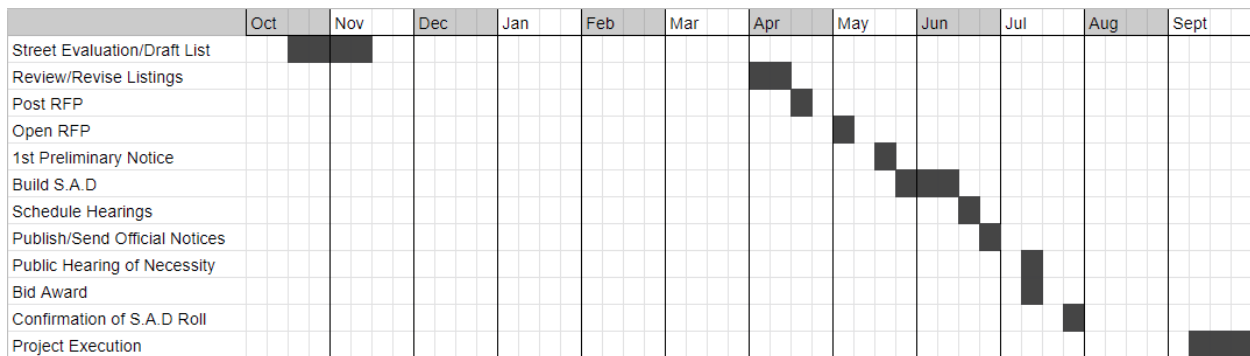 Oct Nov Dec Jan Feb Mar Apr May Jun Jul Aug Sept
Street Evaluation/Draft List
Review/Revise Listings
Post RFP
Open RFP
1st Preliminary Notice
Build S.A.D
Schedule Hearings
Publish/Send Official Notices
Public Hearing of Necessity
Bid Award
Confirmation of S.A.D Roll
Project Execution